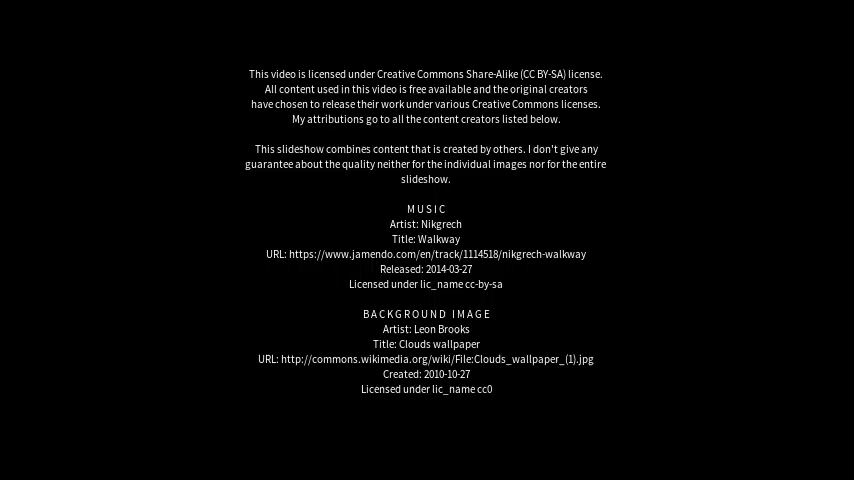 This video is licensed under Creative Commons Share-Alike (CC BY-SA) license.
All content used in this video is free available and the original creators
have chosen to release their work under various Creative Commons licenses.
My attributions go to all the content creators listed below.
This slideshow combines content that is created by others. I don't give any
guarantee about the quality neither for the individual images nor for the entire
slideshow.
M U S I C
Artist: Nikgrech
Title: Walkway
URL: https://www.jamendo.com/en/track/1114518/nikgrech-walkway
Released: 2014-03-27
Licensed under lic_name cc-by-sa
B A C K G R O U N D  I M A G E
Artist: Leon Brooks
Title: Clouds wallpaper
URL: http://commons.wikimedia.org/wiki/File:Clouds_wallpaper_(1).jpg
Created: 2010-10-27
Licensed under lic_name cc0